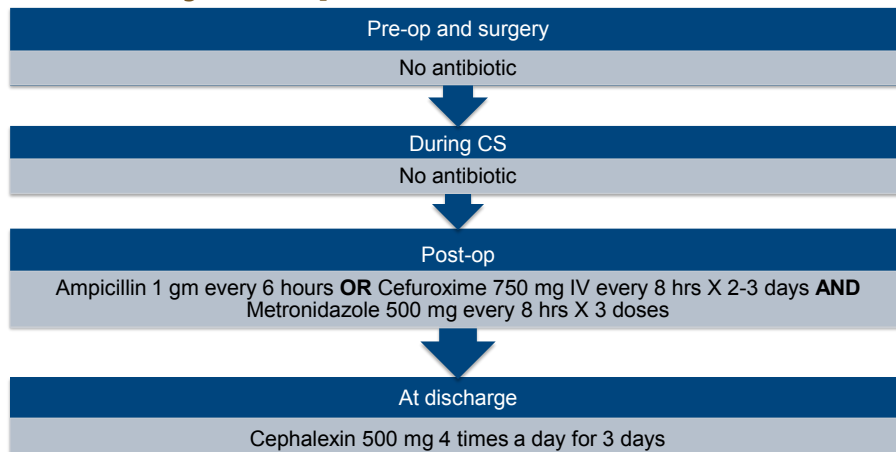 Pre-op and surgery
No antibiotic
During CS
No antibiotic
Post-op
Ampicillin 1 gm every 6 hours OR Cefuroxime 750 mg IV every 8 hrs X 2-3 days AND
Metronidazole 500 mg every 8 hrs X 3 doses
At discharge
Cephalexin 500 mg 4 times a day for 3 days